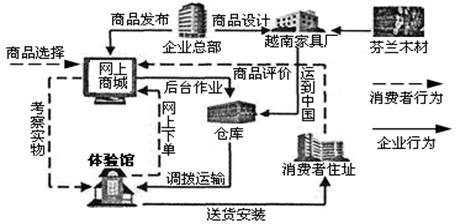 商品发布
商品设计
企业总部
越南家具厂
芬兰木材
商品选择
网上
商城
商品评价
运到中国
后台作业
消费者行为
考察实物
网上下单
仓库
企业行为
体验馆
调拨运输
消费者住址
送货安装